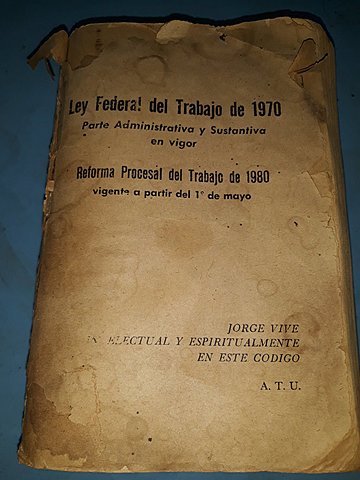 Ley Federal del Trabajo de 1970
Parte Administrativa y Sustantiva
en vigor
Reforma Procesal del Trabajo de 1980
vigente a partir del 1º de mayo
JORGE VIVE
Y ESPIRITUALMENTE
EN ESTE CODIGO
A. T. U.